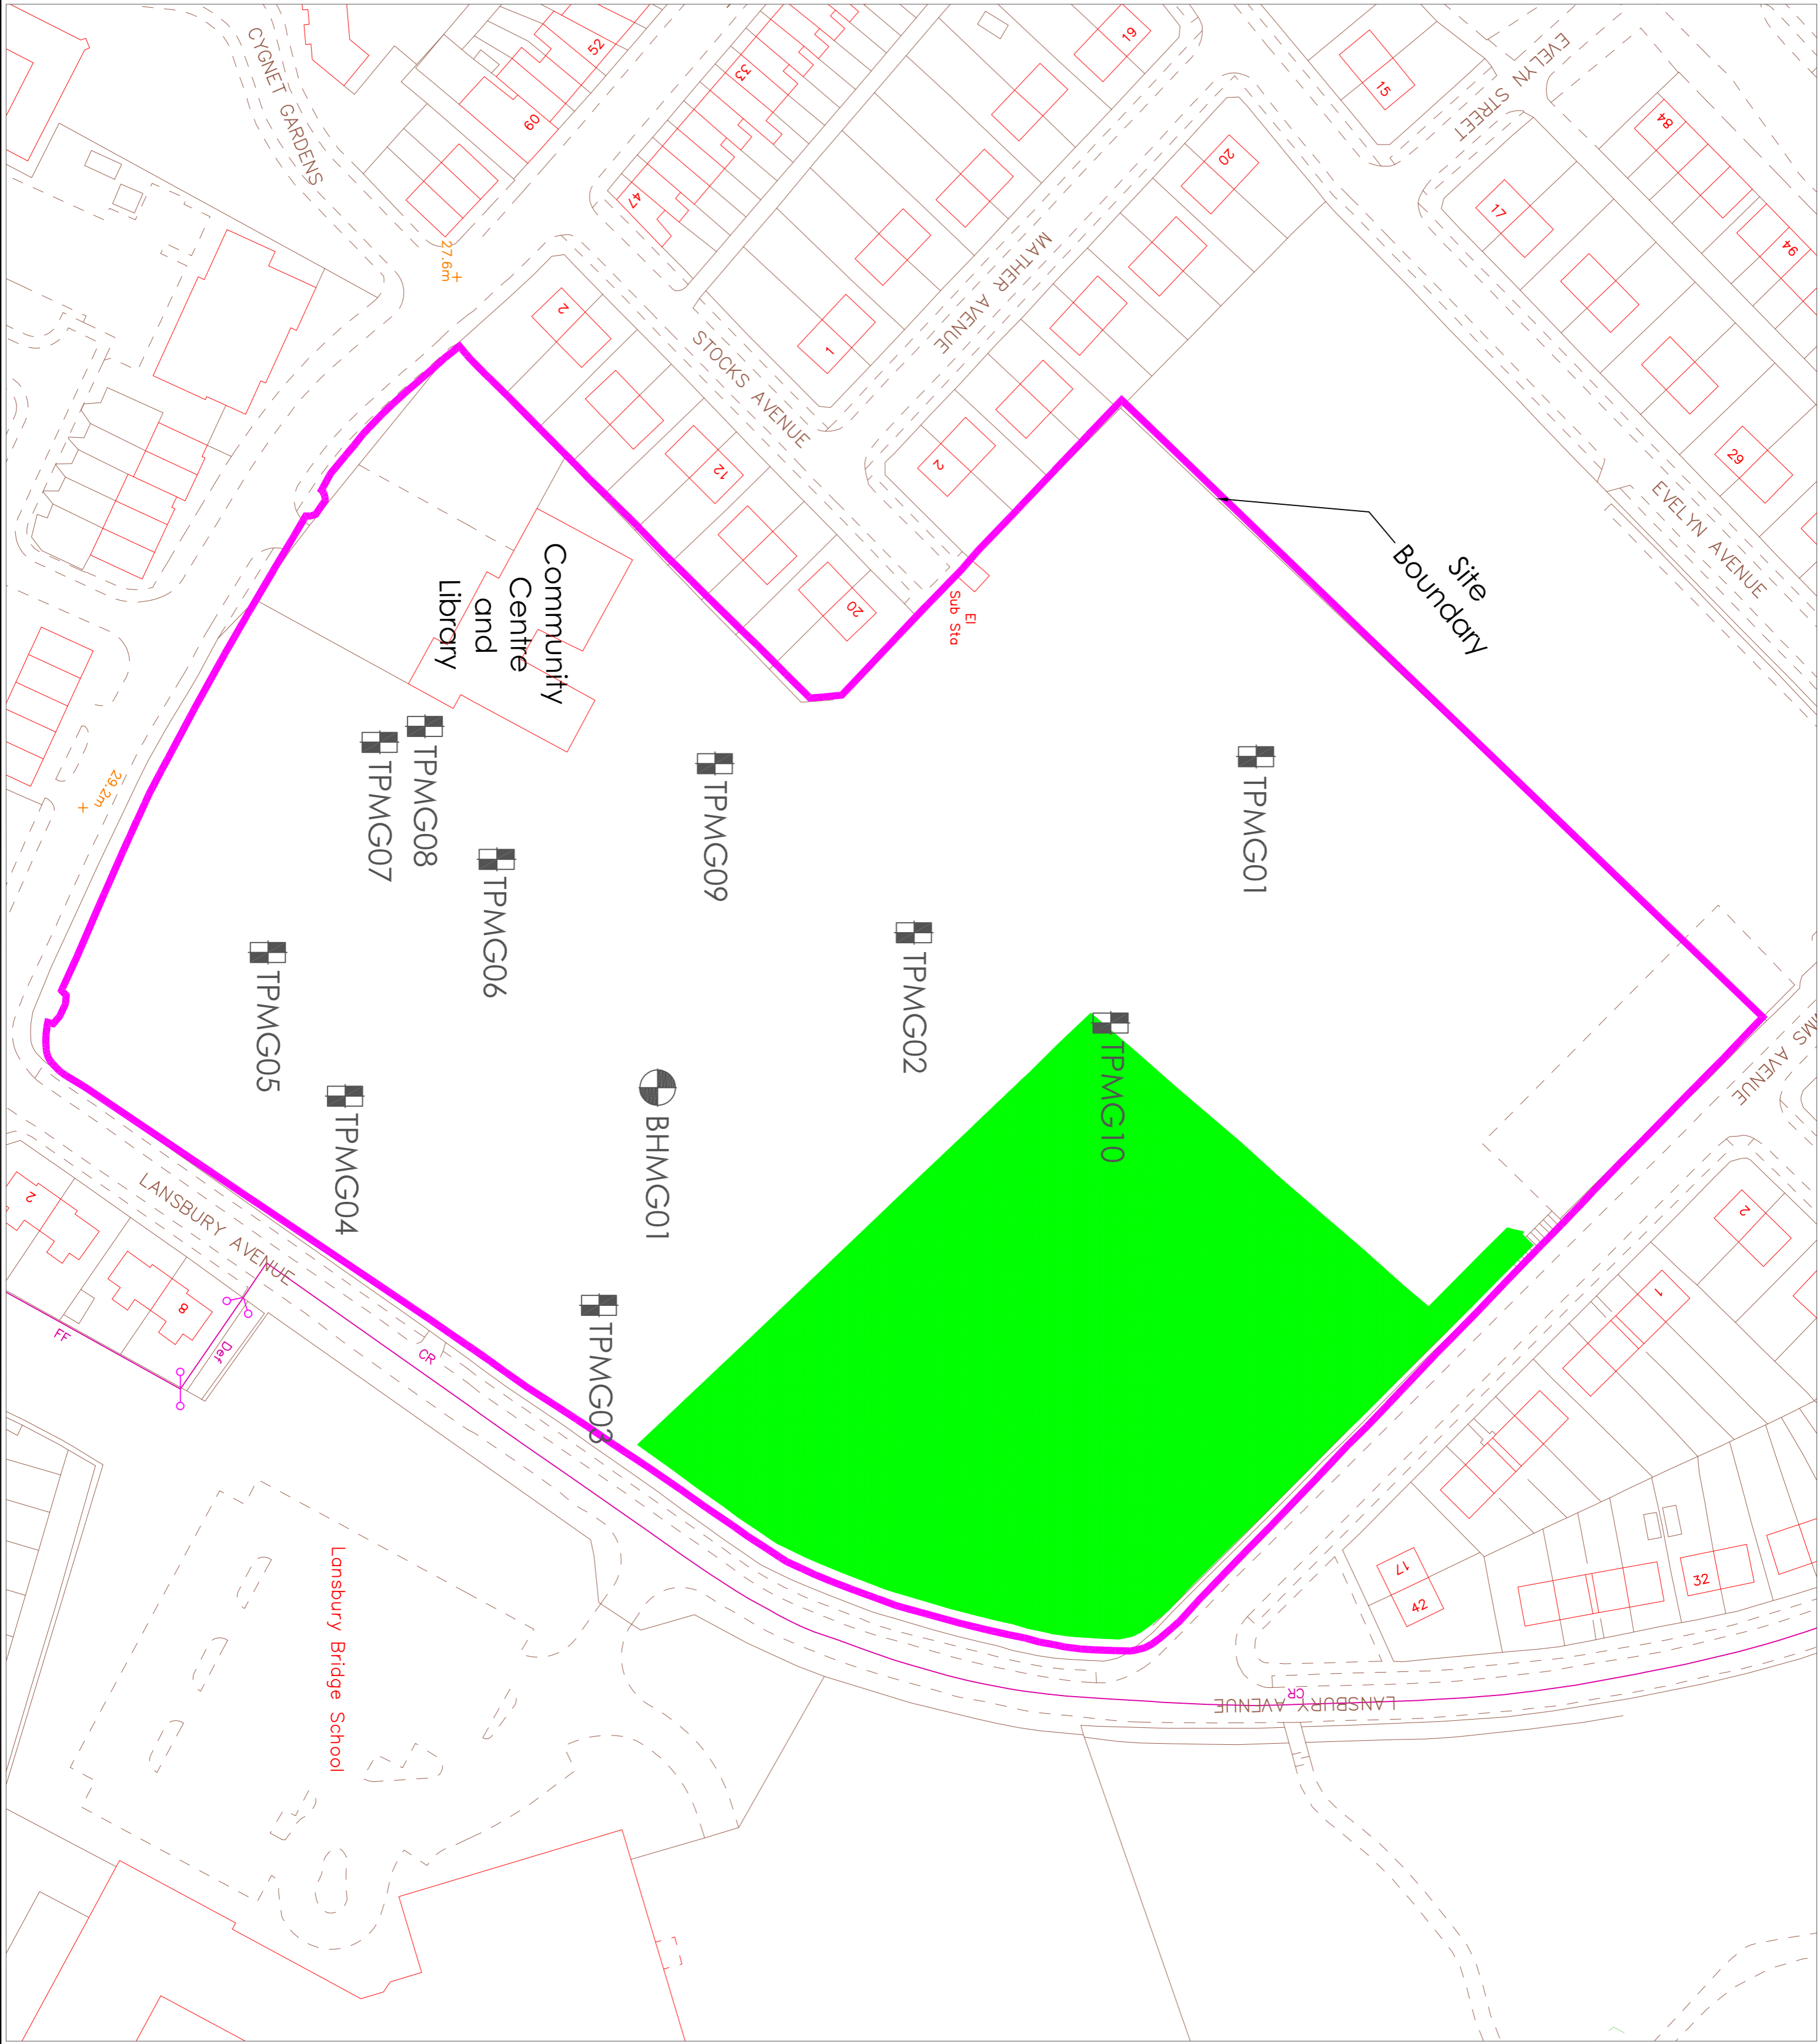 CYGNET GARDENS
52
60
33
47
19
20
15
EVELYN STREET
84
17
94
27.6m
2
1
MATHER AVENUE
STOCKS AVENUE
12
2
29
EVELYN AVENUE
20
El
Sub Sta
Site
Boundary
Community
Centre
and
Library
29.2m
TPMG08
TPMG07
TPMG09
TPMG01
TPMG06
TPMG02
TPMG05
TPMG10
TPMG04
BHMG01
TPMG03
MS AVENUE
2
LANSBURY AVENUE
8
FF
Def
CR
2
1
17
42
32
Lansbury Bridge School
CR
LANSBURY AVENUE